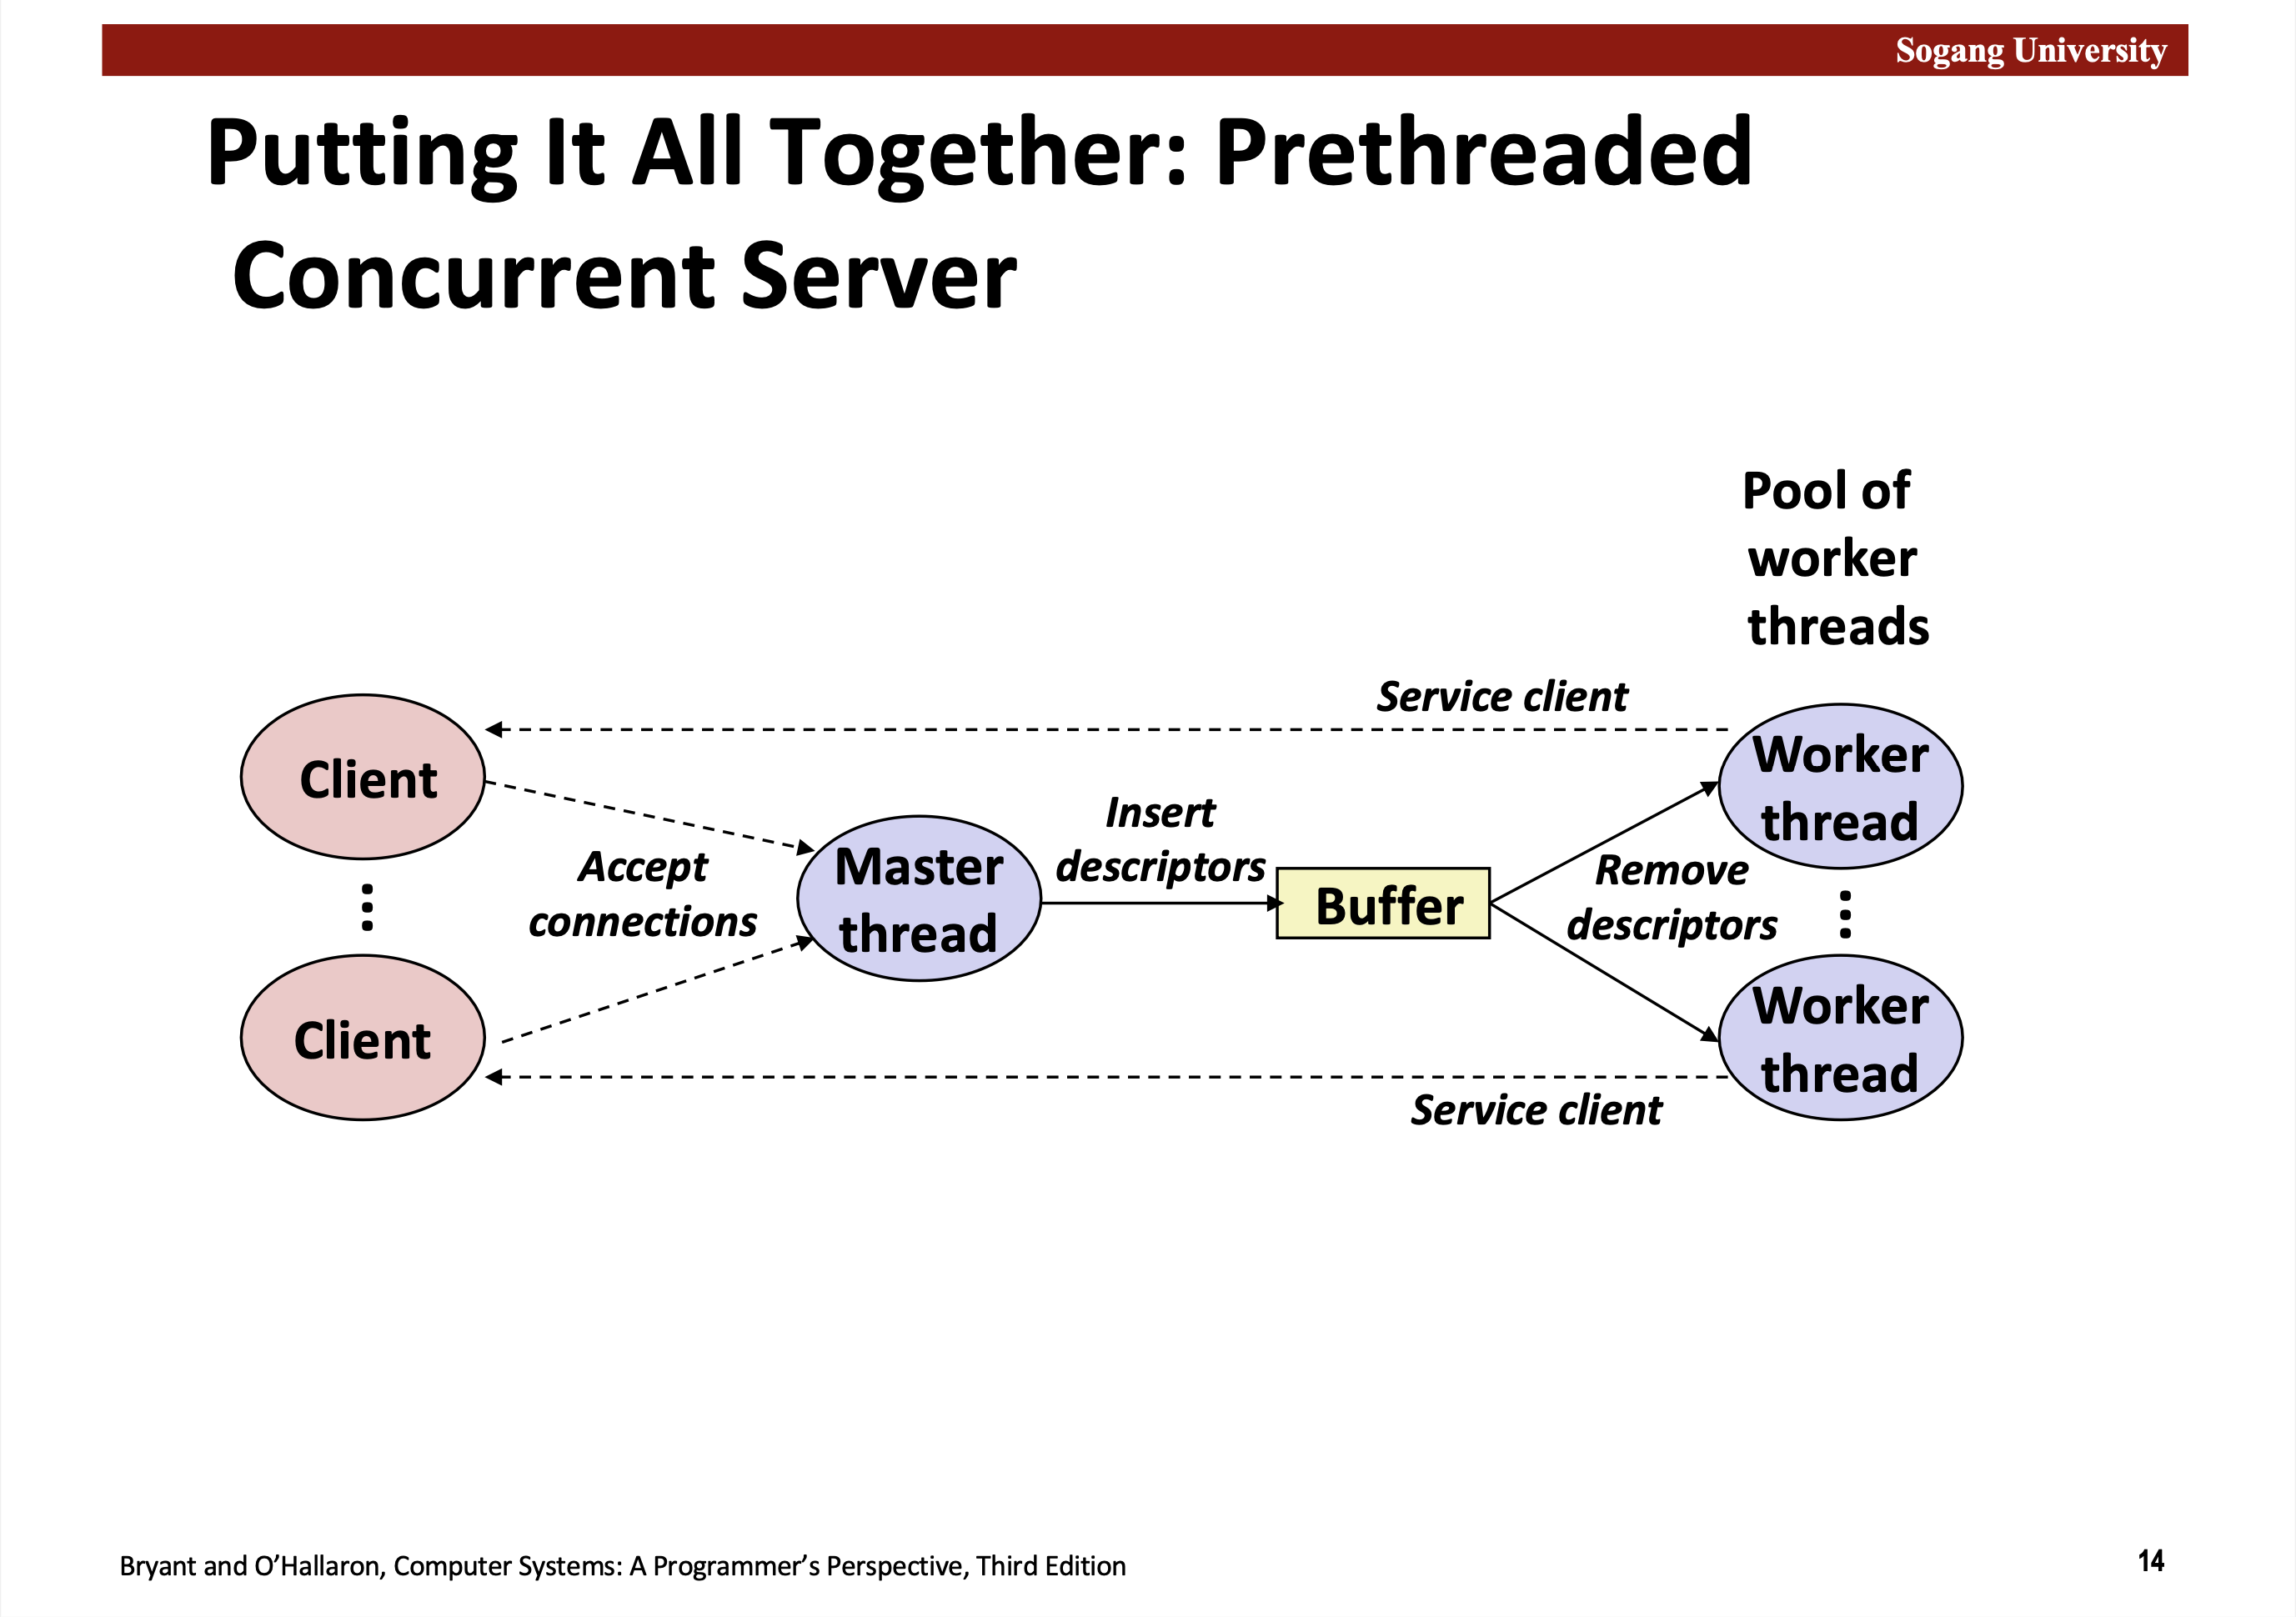 Sogang University
Putting It All Together: Prethreaded
Concurrent Server
Pool of
worker
threads
Service client
Client
Worker
thread
Insert
descriptors
Accept
connections
Master
thread
Buffer
Remove
descriptors
Client
Worker
thread
Service client
Bryant and O’Hallaron, Computer Systems: A Programmer’s Perspective, Third Edition
14